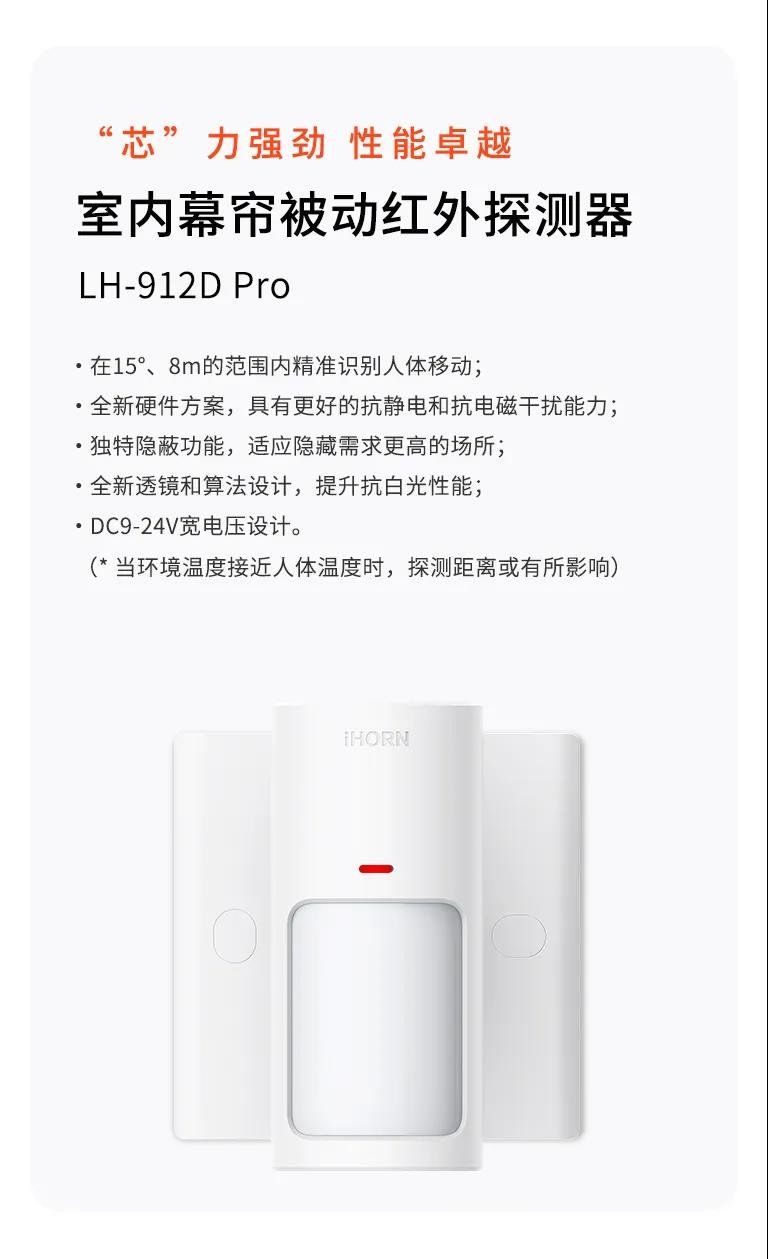 “芯”力强劲 性能卓越
室内幕帘被动红外探测器
LH-912D Pro
·在15°、8m的范围内精准识别人体移动；
·全新硬件方案，具有更好的抗静电和抗电磁干扰能力；
·独特隐蔽功能，适应隐藏需求更高的场所；
·全新透镜和算法设计，提升抗白光性能；
·DC9-24V宽电压设计。
（* 当环境温度接近人体温度时，探测距离或有所影响）
iHORN